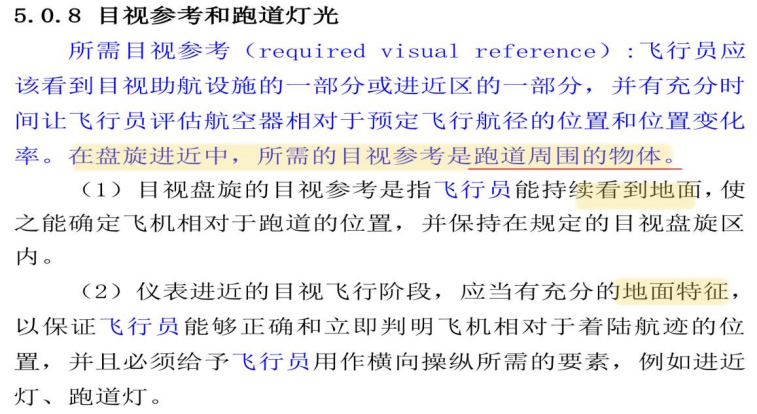 5.0.8 目视参考和跑道灯光
所需目视参考（required visual reference）:飞行员应
该看到目视助航设施的一部分或进近区的一部分，并有充分时
间让飞行员评估航空器相对于预定飞行航径的位置和位置变化
率。在盘旋进近中，所需的目视参考是跑道周围的物体。
（1）目视盘旋的目视参考是指飞行员能持续看到地面，使
之能确定飞机相对于跑道的位置，并保持在规定的目视盘旋区
内。
（2）仪表进近的目视飞行阶段，应当有充分的地面特征，
以保证飞行员能够正确和立即判明飞机相对于着陆航迹的位
置，并且必须给予飞行员用作横向操纵所需的要素，例如进近
灯、跑道灯。